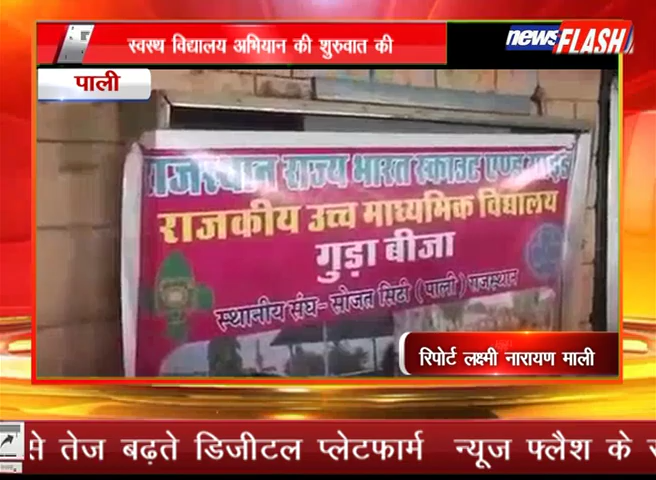 स्वस्थ विद्यालय अभियान की शुरुवात की
news FLASH
पाली
राजस्थान राज्य भारत स्काउट एण्ड गाइड
राजकीय उच्च माध्यमिक विद्यालय
गुड़ा बीजा
स्थानीय संघ- सोजत सिटी ( पाली ) राजस्थान
रिपोर्ट लक्ष्मी नारायण माली
से तेज बढ़ते डिजीटल प्लेटफार्म न्यूज फ्लैश के